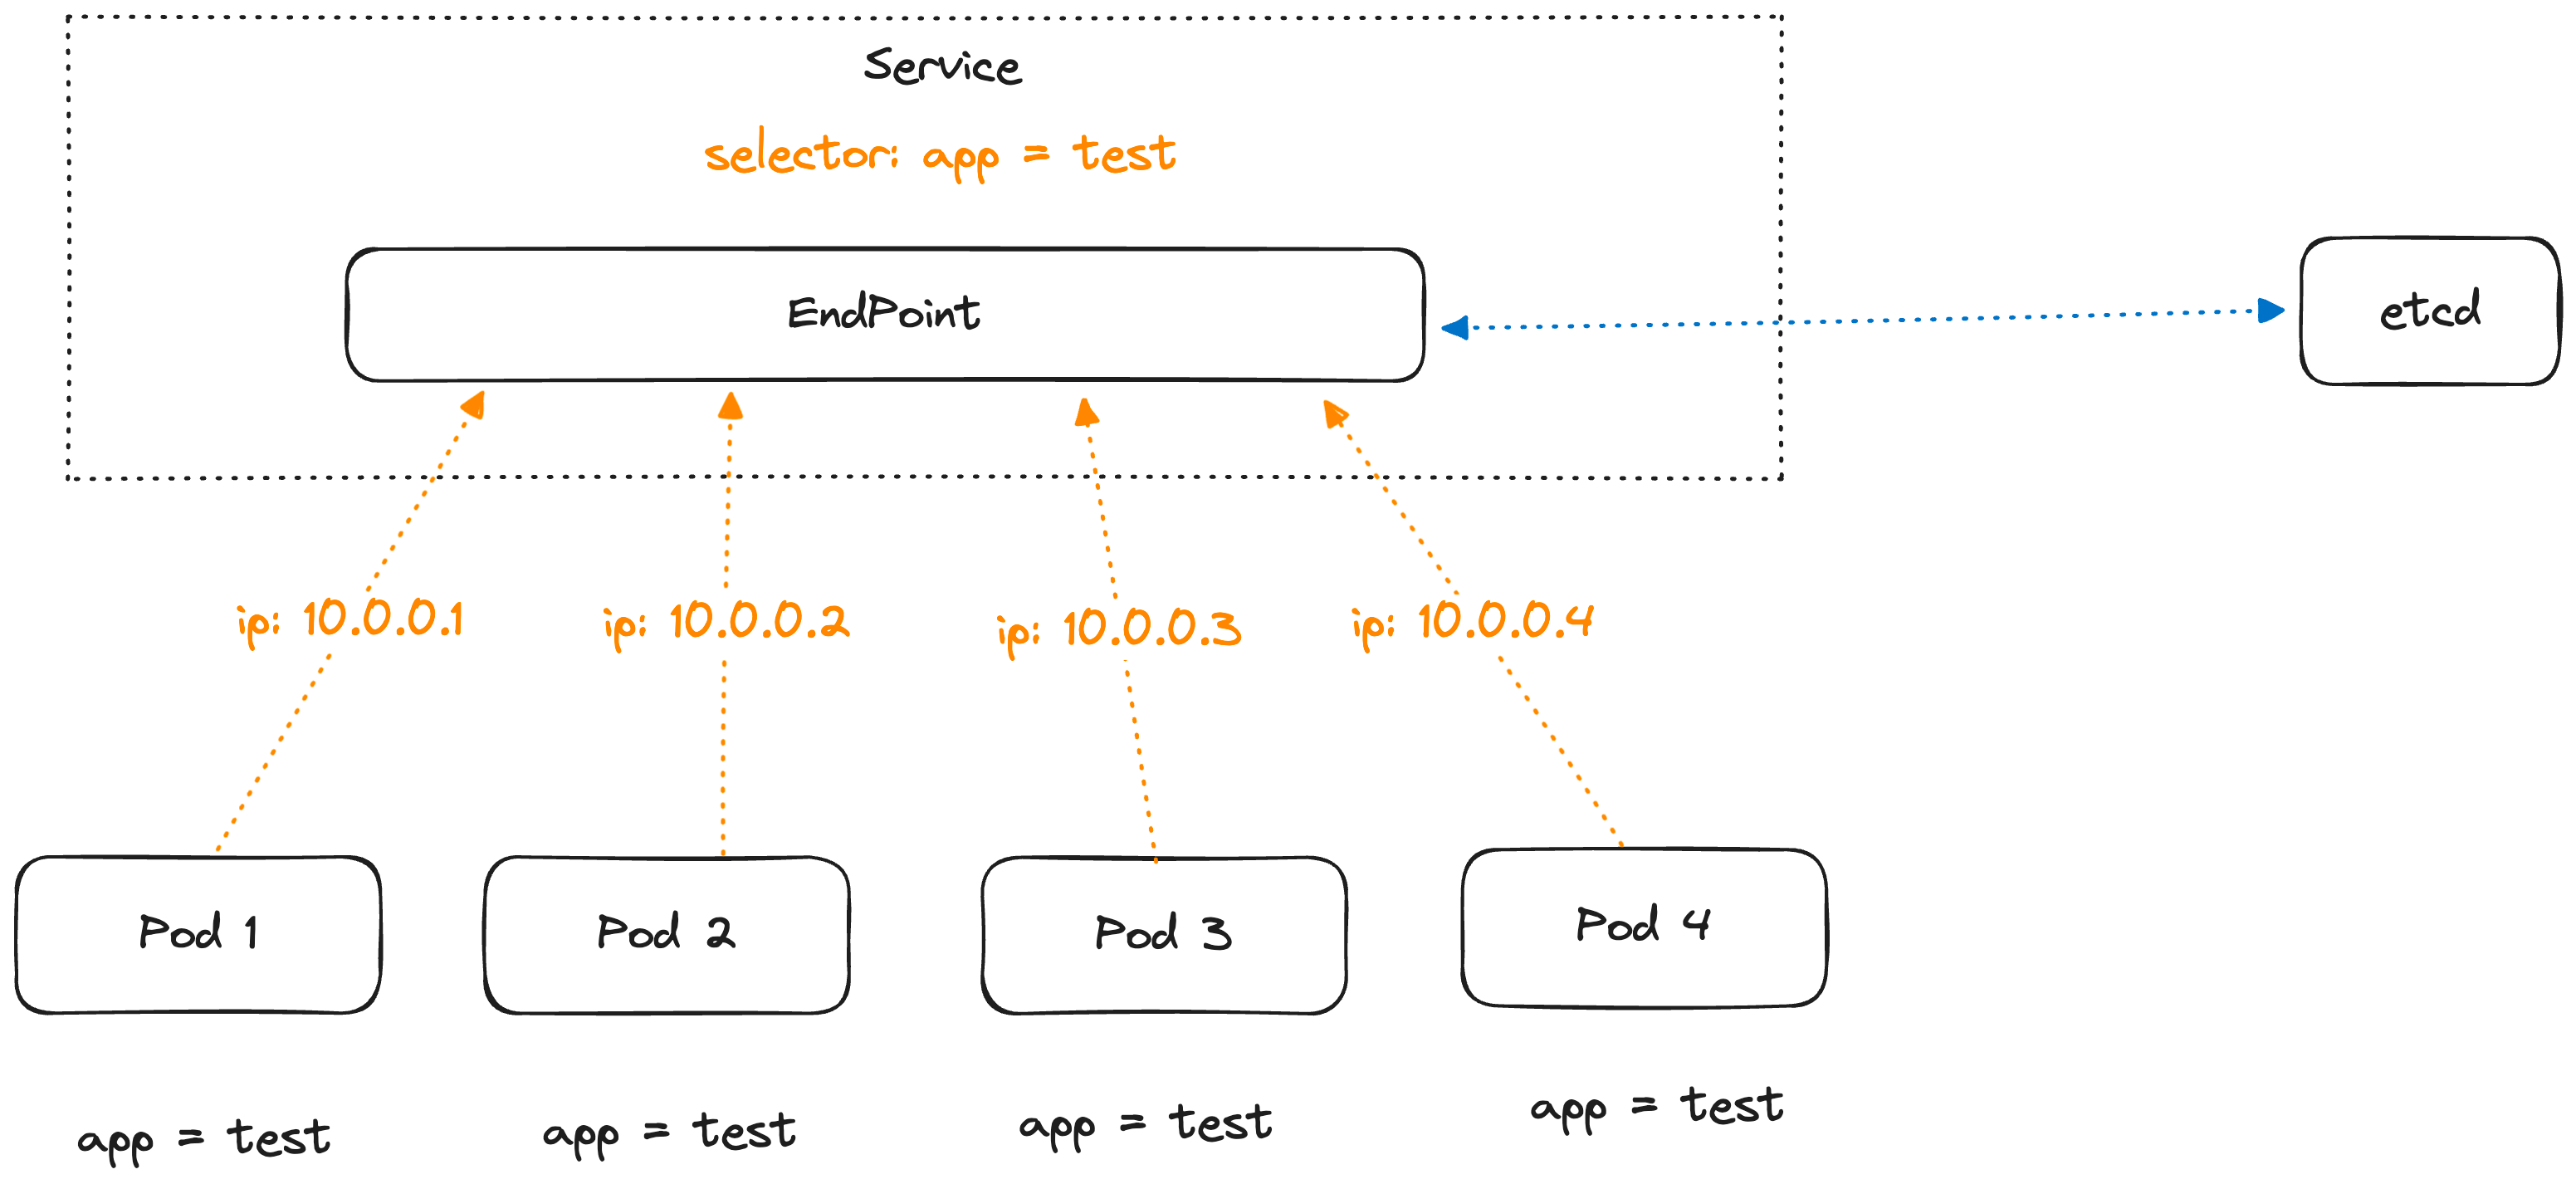 Service
selector: app = test
EndPoint
etcd
ip: 10.0.0.1
ip: 10.0.0.2
ip: 10.0.0.3
ip: 10.0.0.4
Pod 1
Pod 2
Pod 3
Pod 4
app = test
app = test
app = test
app = test